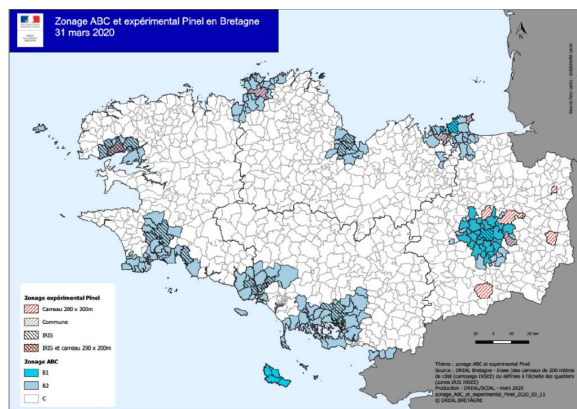 Zonage ABC et expérimental Pinel en Bretagne
31 mars 2020
N
Zonage expérimental Pinel
Carreau 200 x 200m
Commune
IRIS
IRIS et carreau 200 x 200m
Zonage ABC
B1
B2
C
Thème : zonage ABC et expérimental Pinel
Source : DREAL Bretagne - Insee (des carreaux de 200 mètres
de côté (carroyage INSEE) ou définies à l'échelle des quartiers
(zones IRIS INSEE)
Production : DREAL/SCEAL - mars 2020
zonage_ABC_et_experimental_Pinel_2020_03_11
© DREAL BRETAGNE